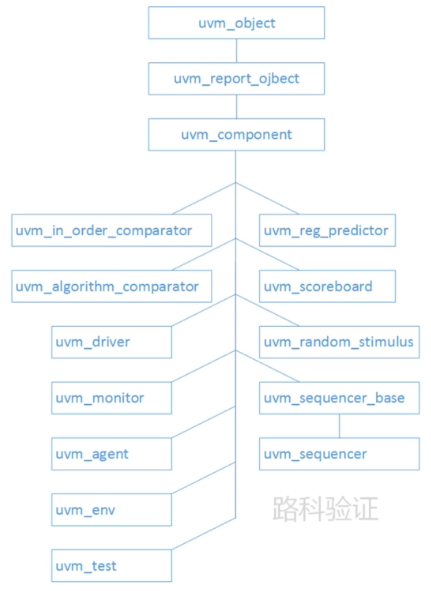 uvm_object
uvm_report_ojbect
uvm_component
uvm_in_order_comparator
uvm_reg_predictor
uvm_algorithm_comparator
uvm_scoreboard
uvm_driver
uvm_random_stimulus
uvm_monitor
uvm_sequencer_base
uvm_agent
uvm_sequencer
uvm_env
路科验证
uvm_test